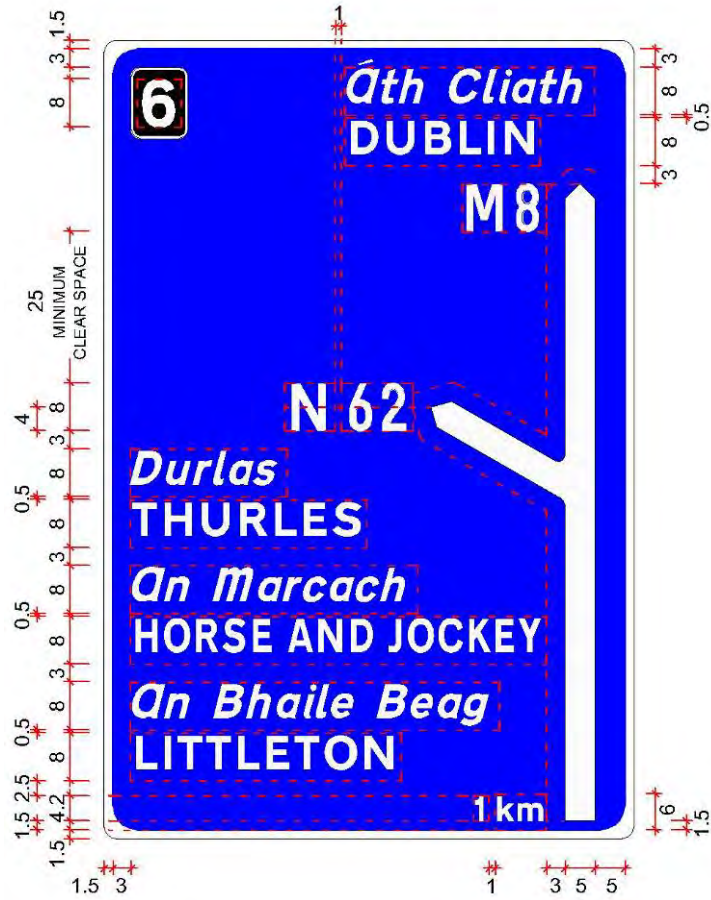 1
1.5
3
8
25
MINIMUM
CLEAR SPACE
4
8
3
8
0.5
8
3
8
0.5
8
3
8
0.5
8
2.5
4.2
1.5
1.5
6
Áth Cliath
DUBLIN
M8
N 62
Durlas
THURLES
An Marcach
HORSE AND JOCKEY
An Bhaile Beag
LITTLETON
1 km
3
8
0.5
8
3
6
1.5
1.5 3 1 3 5 5